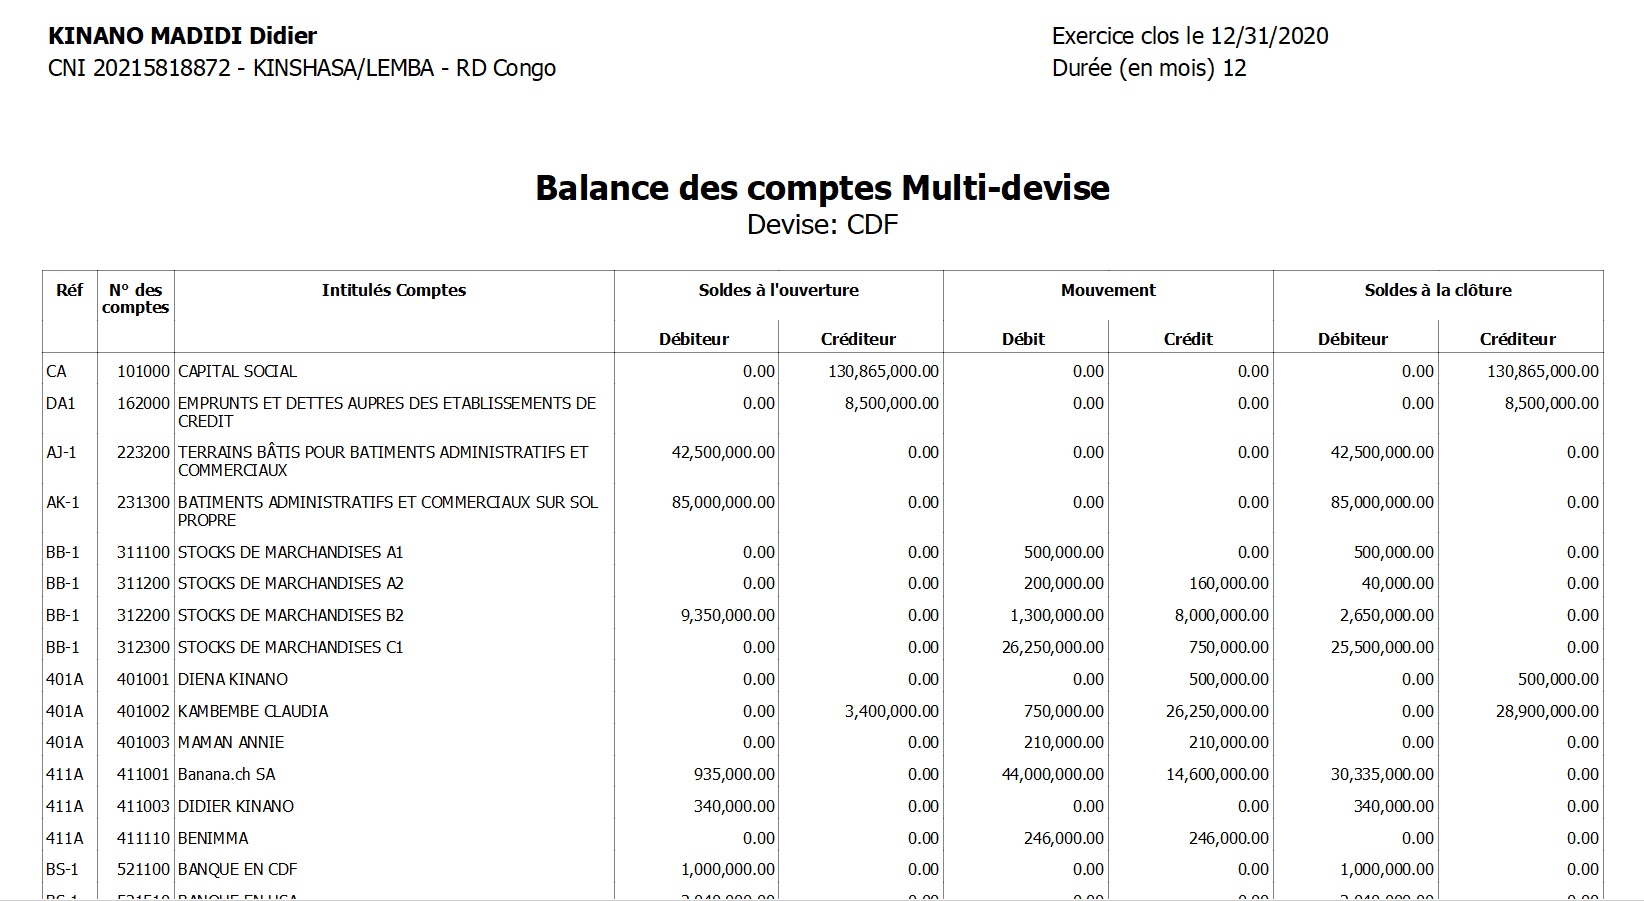 KINANO MADIDI Didier Exercice clos le 12/31/2020
CNI 20215818872 - KINSHASA/LEMBA - RD Congo Durée (en mois) 12
Balance des comptes Multi-devise
Devise: CDF
Réf N° des Intitulés Comptes Soldes à l'ouverture Mouvement Soldes à la clôture
comptes
Débiteur Créditeur Débit Crédit Débiteur Créditeur
CA 101000 CAPITAL SOCIAL 0.00 130,865,000.00 0.00 0.00 0.00 130,865,000.00
DA1 162000 EMPRUNTS ET DETTES AUPRES DES ETABLISSEMENTS DE 0.00 8,500,000.00 0.00 0.00 0.00 8,500,000.00
CREDIT
AJ-1 223200 TERRAINS BÂTIS POUR BATIMENTS ADMINISTRATIFS ET 42,500,000.00 0.00 0.00 0.00 42,500,000.00 0.00
COMMERCIAUX
AK-1 231300 BATIMENTS ADMINISTRATIFS ET COMMERCIAUX SUR SOL 85,000,000.00 0.00 0.00 0.00 85,000,000.00 0.00
PROPRE
BB-1 311100 STOCKS DE MARCHANDISES A1 0.00 0.00 500,000.00 0.00 500,000.00 0.00
BB-1 311200 STOCKS DE MARCHANDISES A2 0.00 0.00 200,000.00 160,000.00 40,000.00 0.00
BB-1 312200 STOCKS DE MARCHANDISES B2 9,350,000.00 0.00 1,300,000.00 8,000,000.00 2,650,000.00 0.00
BB-1 312300 STOCKS DE MARCHANDISES C1 0.00 0.00 26,250,000.00 750,000.00 25,500,000.00 0.00
401A 401001 DIENA KINANO 0.00 0.00 0.00 500,000.00 0.00 500,000.00
401A 401002 KAMBEMBE CLAUDIA 0.00 3,400,000.00 750,000.00 26,250,000.00 0.00 28,900,000.00
401A 401003 MAMAN ANNIE 0.00 0.00 210,000.00 210,000.00 0.00 0.00
411A 411001 Banana.ch SA 935,000.00 0.00 44,000,000.00 14,600,000.00 30,335,000.00 0.00
411A 411003 DIDIER KINANO 340,000.00 0.00 0.00 0.00 340,000.00 0.00
411A 411110 BENIMMA 0.00 0.00 246,000.00 246,000.00 0.00 0.00
BS-1 521100 BANQUE EN CDF 1,000,000.00 0.00 0.00 0.00 1,000,000.00 0.00